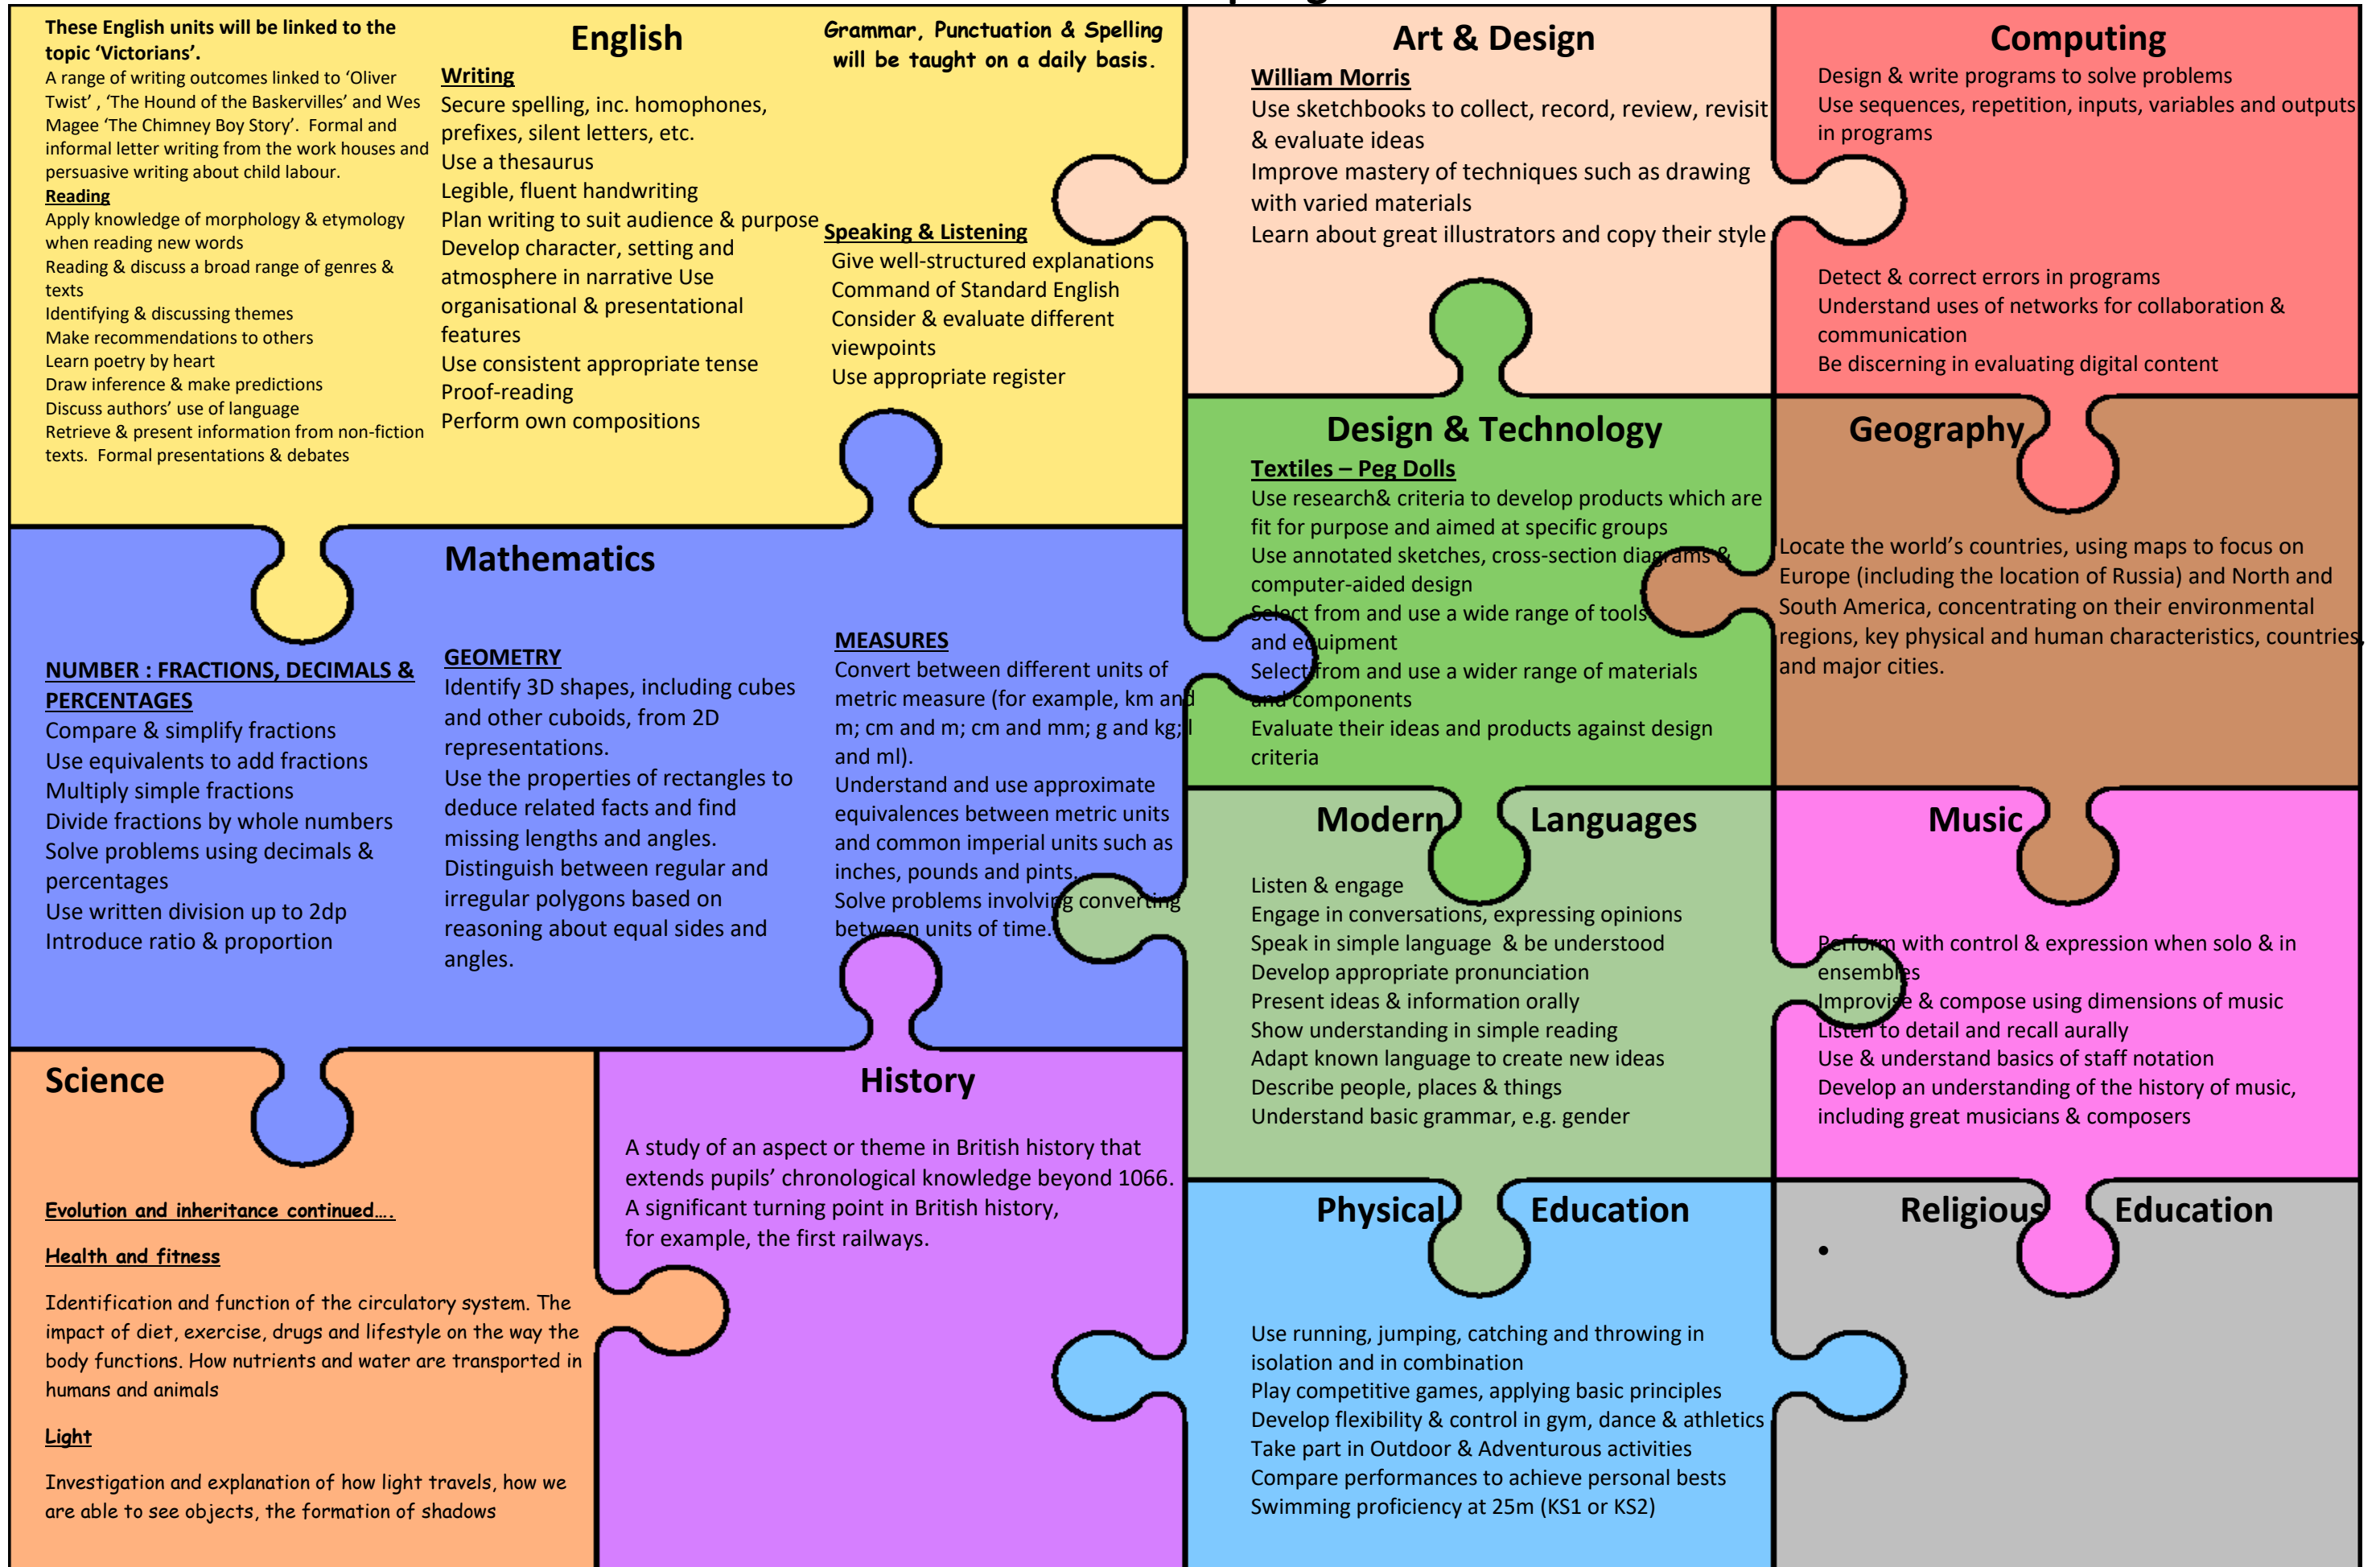 These English units will be linked to the
topic ‘Victorians’.
A range of writing outcomes linked to ‘Oliver
Twist’ , ‘The Hound of the Baskervilles’ and Wes
Magee ‘The Chimney Boy Story’.  Formal and
informal letter writing from the work houses and
persuasive writing about child labour.
Reading
Apply knowledge of morphology & etymology
when reading new words
Reading & discuss a broad range of genres &
texts
Identifying & discussing themes
Make recommendations to others
Learn poetry by heart
Draw inference & make predictions
Discuss authors’ use of language
Retrieve & present information from non-fiction
texts.  Formal presentations & debates
English
Writing
Secure spelling, inc. homophones,
prefixes, silent letters, etc.
Use a thesaurus
Legible, fluent handwriting
Plan writing to suit audience & purpose
Develop character, setting and
atmosphere in narrative Use
organisational & presentational
features
Use consistent appropriate tense
Proof-reading
Perform own compositions
Grammar, Punctuation & Spelling
will be taught on a daily basis.
Speaking & Listening
Give well-structured explanations
Command of Standard English
Consider & evaluate different
viewpoints
Use appropriate register
Art & Design
William Morris
Use sketchbooks to collect, record, review, revisit
& evaluate ideas
Improve mastery of techniques such as drawing
with varied materials
Learn about great illustrators and copy their style
Computing
Design & write programs to solve problems
Use sequences, repetition, inputs, variables and outputs
in programs
Detect & correct errors in programs
Understand uses of networks for collaboration &
communication
Be discerning in evaluating digital content
Design & Technology
Textiles – Peg Dolls
Use research& criteria to develop products which are
fit for purpose and aimed at specific groups
Use annotated sketches, cross-section diagrams &
computer-aided design
Select from and use a wide range of tools
and equipment
Select from and use a wider range of materials
and components
Evaluate their ideas and products against design
criteria
Geography
Locate the world’s countries, using maps to focus on
Europe (including the location of Russia) and North and
South America, concentrating on their environmental
regions, key physical and human characteristics, countries,
and major cities.
Mathematics
NUMBER : FRACTIONS, DECIMALS &
PERCENTAGES
Compare & simplify fractions
Use equivalents to add fractions
Multiply simple fractions
Divide fractions by whole numbers
Solve problems using decimals &
percentages
Use written division up to 2dp
Introduce ratio & proportion
GEOMETRY
Identify 3D shapes, including cubes
and other cuboids, from 2D
representations.
Use the properties of rectangles to
deduce related facts and find
missing lengths and angles.
Distinguish between regular and
irregular polygons based on
reasoning about equal sides and
angles.
MEASURES
Convert between different units of
metric measure (for example, km and
m; cm and m; cm and mm; g and kg; l
and ml).
Understand and use approximate
equivalences between metric units
and common imperial units such as
inches, pounds and pints.
Solve problems involving converting
between units of time.
Modern Languages
Listen & engage
Engage in conversations, expressing opinions
Speak in simple language  & be understood
Develop appropriate pronunciation
Present ideas & information orally
Show understanding in simple reading
Adapt known language to create new ideas
Describe people, places & things
Understand basic grammar, e.g. gender
Music
Perform with control & expression when solo & in
ensembles
Improvise & compose using dimensions of music
Listen to detail and recall aurally
Use & understand basics of staff notation
Develop an understanding of the history of music,
including great musicians & composers
Science
Evolution and inheritance continued….
Health and fitness
Identification and function of the circulatory system. The
impact of diet, exercise, drugs and lifestyle on the way the
body functions. How nutrients and water are transported in
humans and animals
Light
Investigation and explanation of how light travels, how we
are able to see objects, the formation of shadows
History
A study of an aspect or theme in British history that
extends pupils’ chronological knowledge beyond 1066.
A significant turning point in British history,
for example, the first railways.
Physical Education
Use running, jumping, catching and throwing in
isolation and in combination
Play competitive games, applying basic principles
Develop flexibility & control in gym, dance & athletics
Take part in Outdoor & Adventurous activities
Compare performances to achieve personal bests
Swimming proficiency at 25m (KS1 or KS2)
Religious Education
•